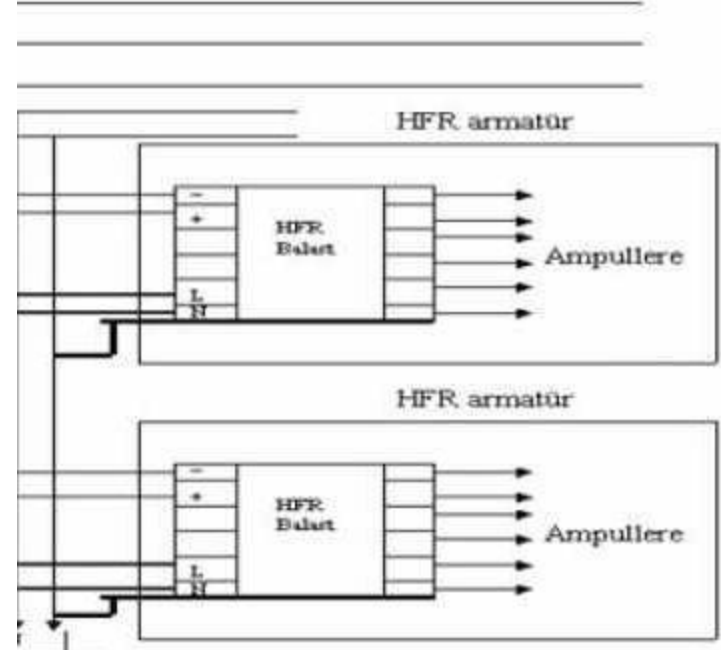 HFR armatür
-
+
HFR
Balast
Ampullere
L
N
HFR armatür
-
+
HFR
Balast
Ampullere
L
N